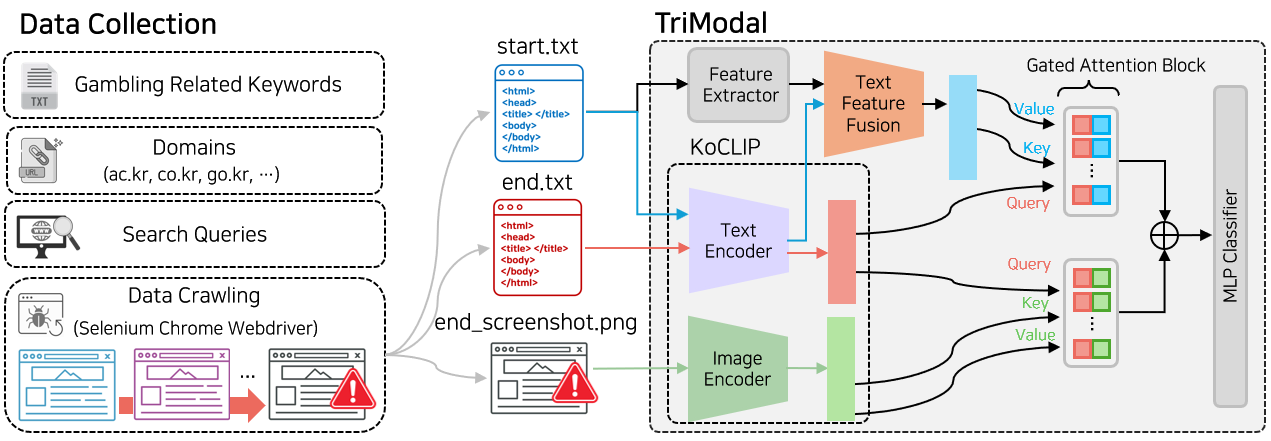 Data Collection
TXT
Gambling Related Keywords
URL
Domains
(ac.kr, co.kr, go.kr, ···, )
Search Queries
Data Crawling
(Selenium Chrome Webdriver)
...
start.txt
<html>
<head>
<title> </title>
<body>
</body>
</html>
end.txt
<html>
<head>
<title> </title>
<body>
</body>
</html>
end_screenshot.png
TriModal
Feature
Extractor
Text
Feature
Fusion
KoCLIP
Text
Encoder
Image
Encoder
Gated Attention Block
Value
Key
Query
Query
Key
Value
MLP Classifier